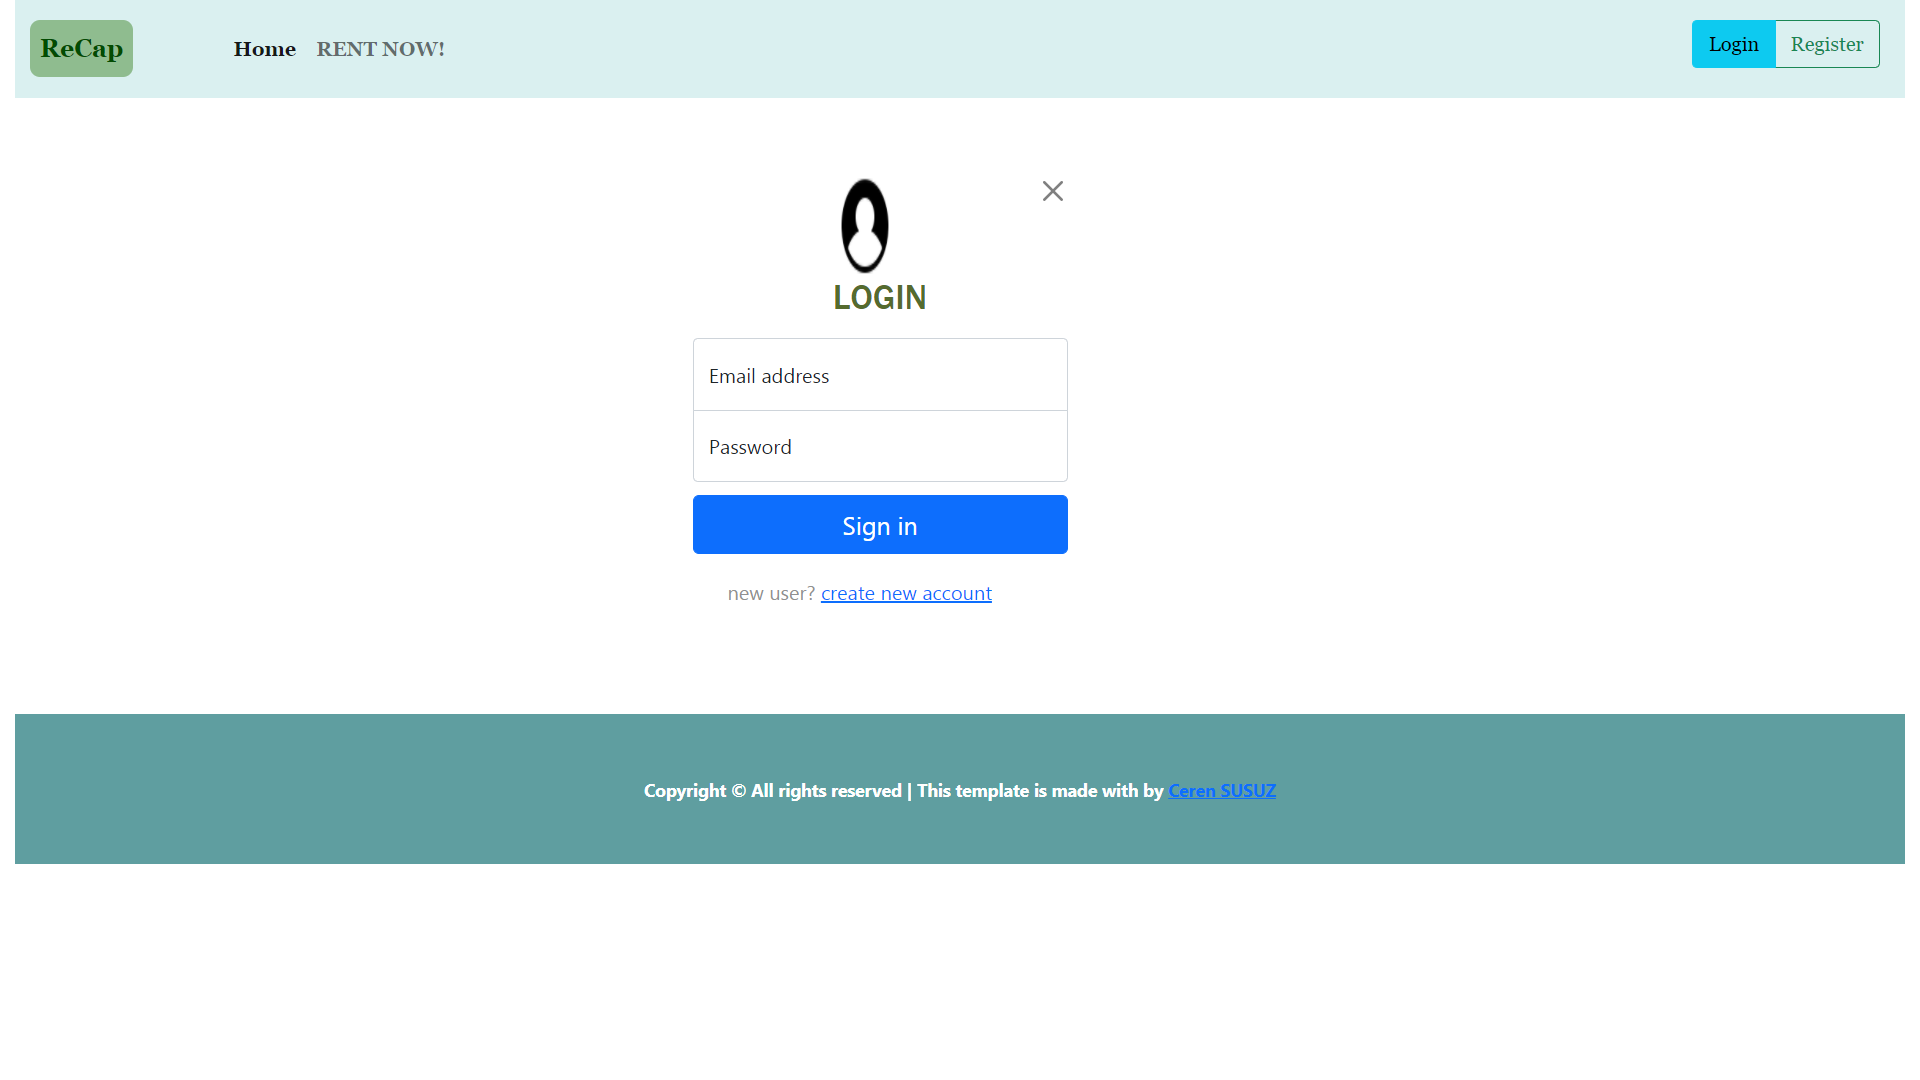 ReCap
Home RENT NOW!
Login Register
LOGIN
Email address
Password
Sign in
new user? create new account
Copyright © All rights reserved | This template is made with by Ceren SUSUZ